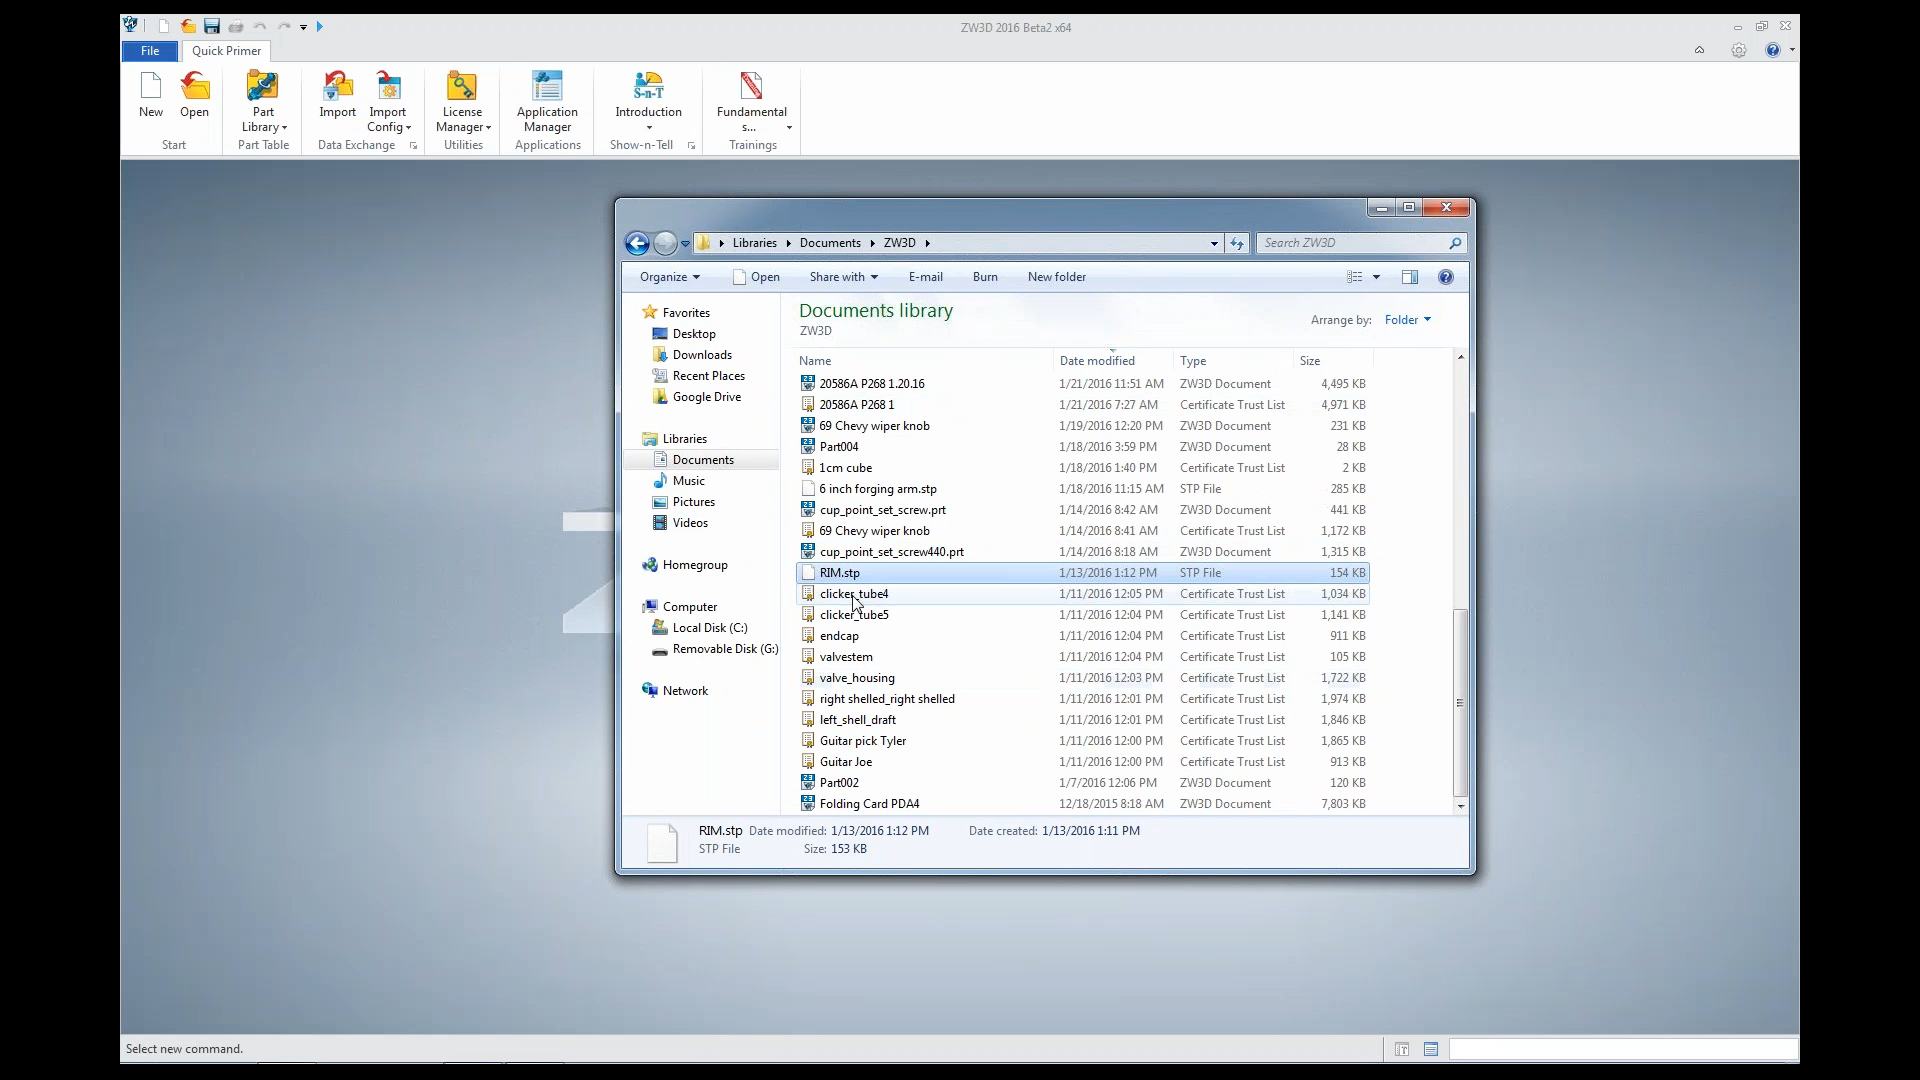 ZW3D 2016 Beta2 x64
File Quick Primer
New Open Part Library Import Import Config License Manager Application Manager S-n-T Introduction Fundamentals...
Start Part Table Data Exchange Utilities Applications Show-n-Tell Trainings
Libraries Documents ZW3D Search ZW3D
Organize Open Share with E-mail Burn New folder
Favorites
Desktop
Downloads
Recent Places
Google Drive
Libraries
Documents
Music
Pictures
Videos
Homegroup
Computer
Local Disk (C:)
Removable Disk (G:)
Network
Documents library
ZW3D
Arrange by: Folder
Name Date modified Type Size
20586A P268 1.20.16 1/21/2016 11:51 AM ZW3D Document 4,495 KB
20586A P268 1 1/21/2016 7:27 AM Certificate Trust List 4,971 KB
69 Chevy wiper knob 1/19/2016 12:20 PM ZW3D Document 231 KB
Part004 1/18/2016 3:59 PM ZW3D Document 28 KB
1cm cube 1/18/2016 1:40 PM Certificate Trust List 2 KB
6 inch forging arm.stp 1/18/2016 11:15 AM STP File 285 KB
cup_point_set_screw.prt 1/14/2016 8:42 AM ZW3D Document 441 KB
69 Chevy wiper knob 1/14/2016 8:41 AM Certificate Trust List 1,172 KB
cup_point_set_screw440.prt 1/14/2016 8:18 AM ZW3D Document 1,315 KB
RIM.stp 1/13/2016 1:12 PM STP File 154 KB
clicker_tube4 1/11/2016 12:05 PM Certificate Trust List 1,034 KB
clicker_tube5 1/11/2016 12:04 PM Certificate Trust List 1,141 KB
endcap 1/11/2016 12:04 PM Certificate Trust List 911 KB
valvestem 1/11/2016 12:04 PM Certificate Trust List 105 KB
valve_housing 1/11/2016 12:03 PM Certificate Trust List 1,722 KB
right shelled_right shelled 1/11/2016 12:01 PM Certificate Trust List 1,974 KB
left_shell_draft 1/11/2016 12:01 PM Certificate Trust List 1,846 KB
Guitar pick Tyler 1/11/2016 12:00 PM Certificate Trust List 1,865 KB
Guitar Joe 1/11/2016 12:00 PM Certificate Trust List 913 KB
Part002 1/7/2016 12:06 PM ZW3D Document 120 KB
Folding Card PDA4 12/18/2015 8:18 AM ZW3D Document 7,803 KB
RIM.stp Date modified: 1/13/2016 1:12 PM Date created: 1/13/2016 1:11 PM
STP File Size: 153 KB
Select new command.